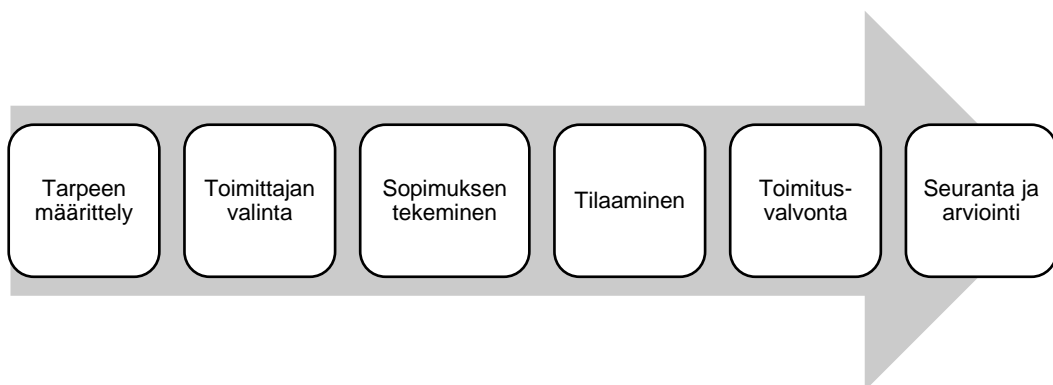 Tarpeen
määrittely
Toimittajan
valinta
Sopimuksen
tekeminen
Tilaaminen
Toimitus-
valvonta
Seuranta ja
arviointi